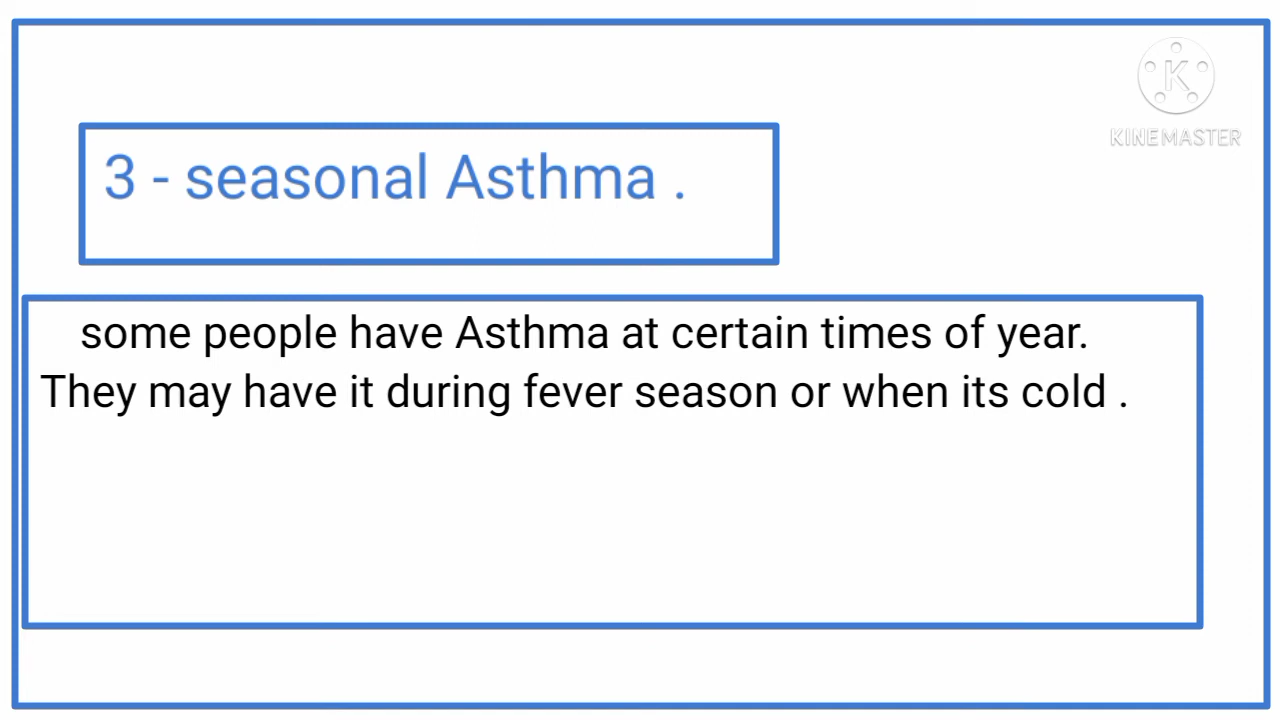 KINEMASTER
3 - seasonal Asthma .
some people have Asthma at certain times of year.
They may have it during fever season or when its cold .